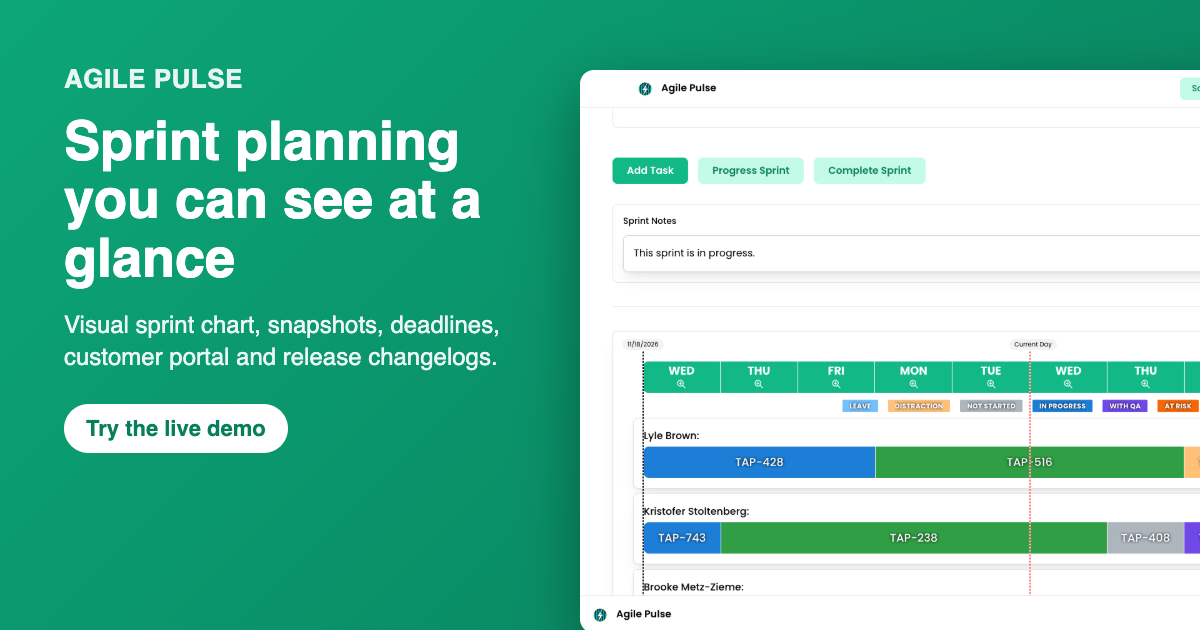 AGILE PULSE
Sprint planning
you can see at a
glance
Visual sprint chart, snapshots, deadlines,
customer portal and release changelogs.
Try the live demo
Agile Pulse
Add Task
Progress Sprint
Complete Sprint
Sprint Notes
This sprint is in progress.
11/18/2026
Current Day
WED THU FRI MON TUE WED THU
LEAVE DISTRACTION NOT STARTED IN PROGRESS WITH QA AT RISK
Lyle Brown:
TAP-428 TAP-516
Kristofer Stoltenberg:
TAP-743 TAP-238 TAP-408
Brooke Metz-Zieme:
Agile Pulse